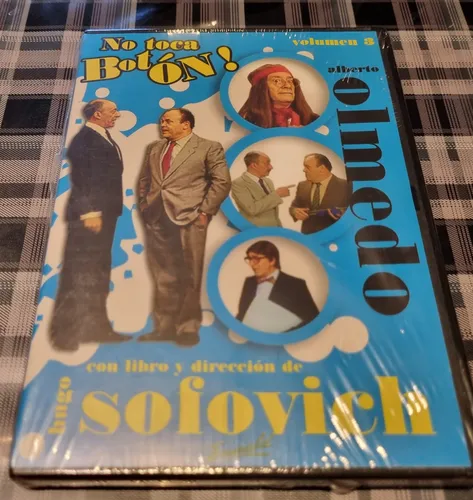 No toca
BotÓN!
volumen 8
alberto
olmedo
con libro y dirección de
hugo
sofovich